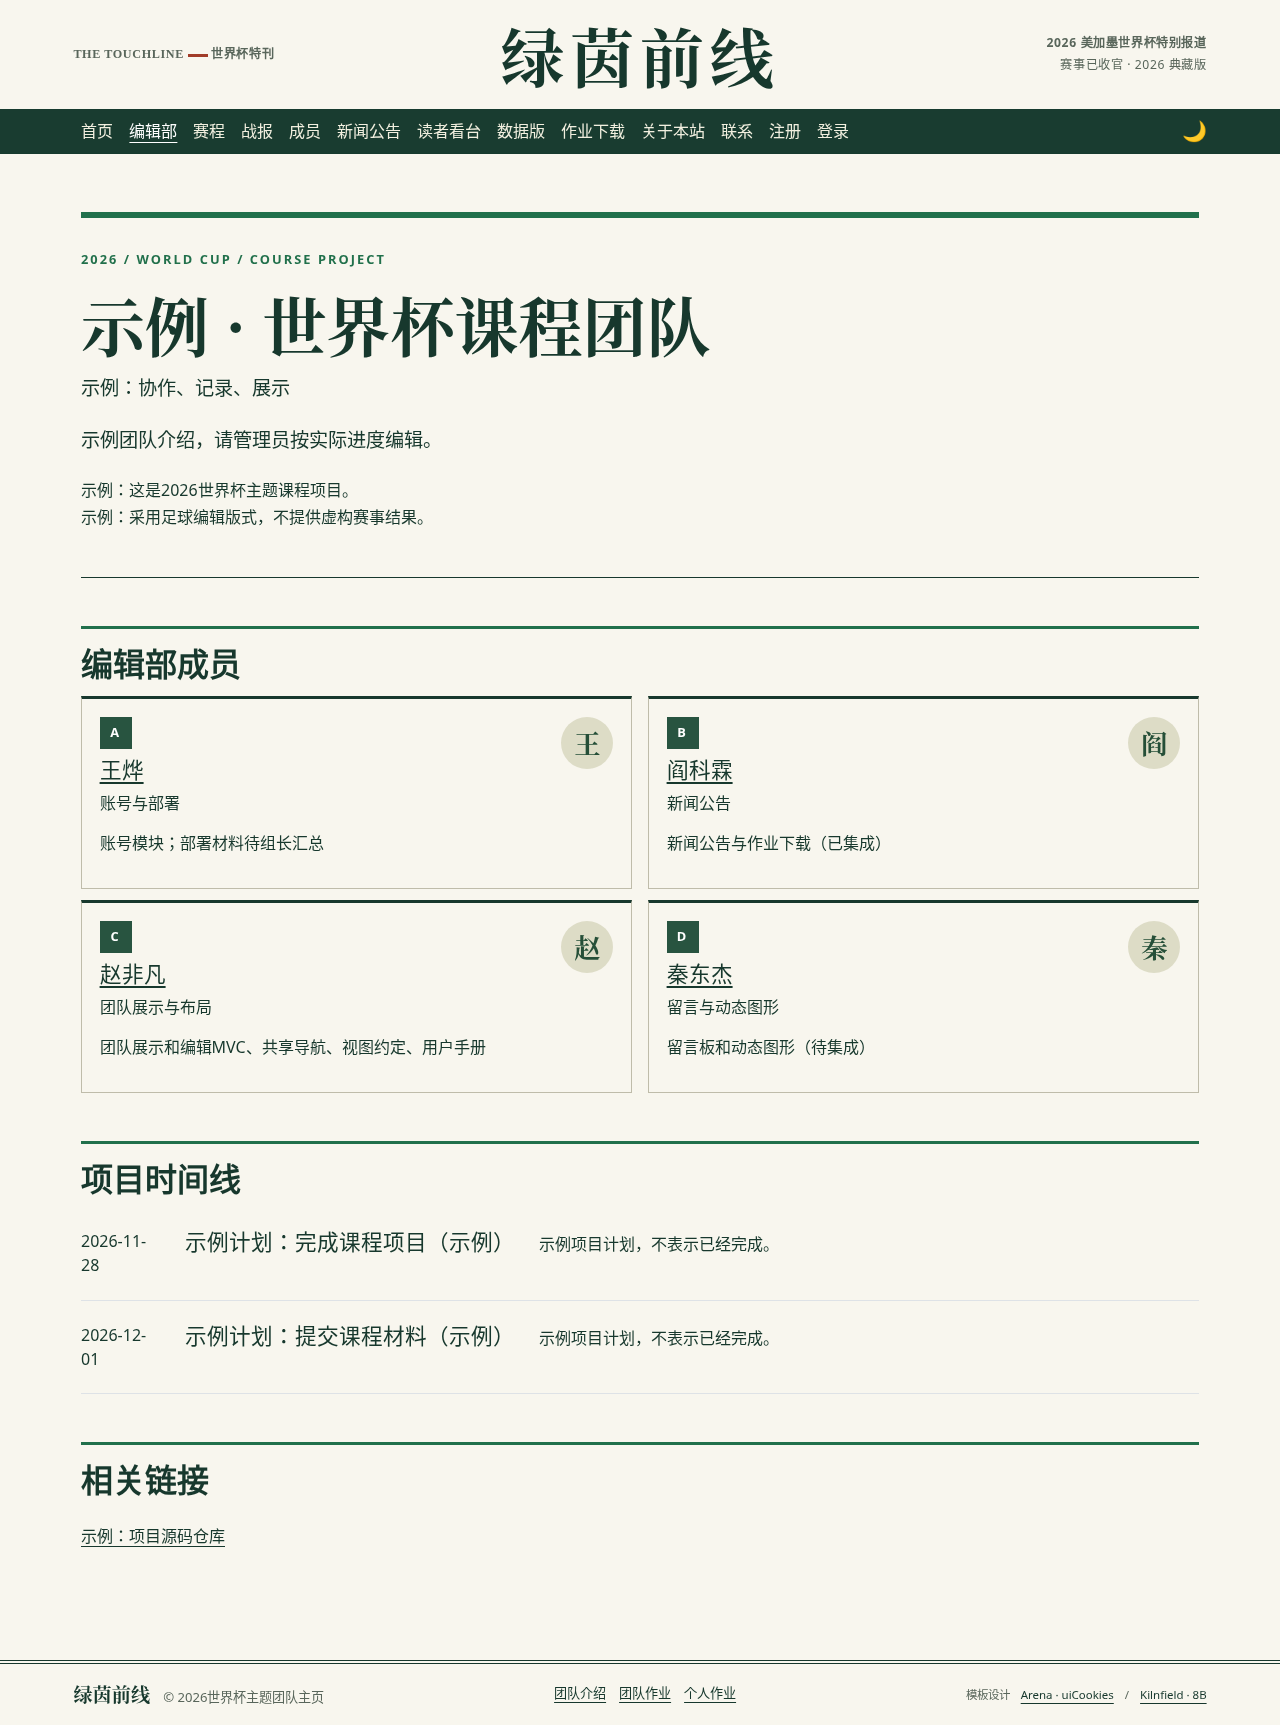 THE TOUCHLINE 世界杯特刊
绿茵前线
2026 美加墨世界杯特别报道
赛事已收官 · 2026 典藏版
首页 编辑部 赛程 战报 成员 新闻公告 读者看台 数据版 作业下载 关于本站 联系 注册 登录
2026 / WORLD CUP / COURSE PROJECT
示例 · 世界杯课程团队
示例：协作、记录、展示
示例团队介绍，请管理员按实际进度编辑。
示例：这是2026世界杯主题课程项目。
示例：采用足球编辑版式，不提供虚构赛事结果。
编辑部成员
A
王
王烨
账号与部署
账号模块；部署材料待组长汇总
B
阎
阎科霖
新闻公告
新闻公告与作业下载（已集成）
C
赵
赵非凡
团队展示与布局
团队展示和编辑MVC、共享导航、视图约定、用户手册
D
秦
秦东杰
留言与动态图形
留言板和动态图形（待集成）
项目时间线
2026-11-
28
示例计划：完成课程项目（示例）
示例项目计划，不表示已经完成。
2026-12-
01
示例计划：提交课程材料（示例）
示例项目计划，不表示已经完成。
相关链接
示例：项目源码仓库
绿茵前线 © 2026世界杯主题团队主页
团队介绍 团队作业 个人作业
模板设计 Arena · uiCookies / Kilnfield · 8B